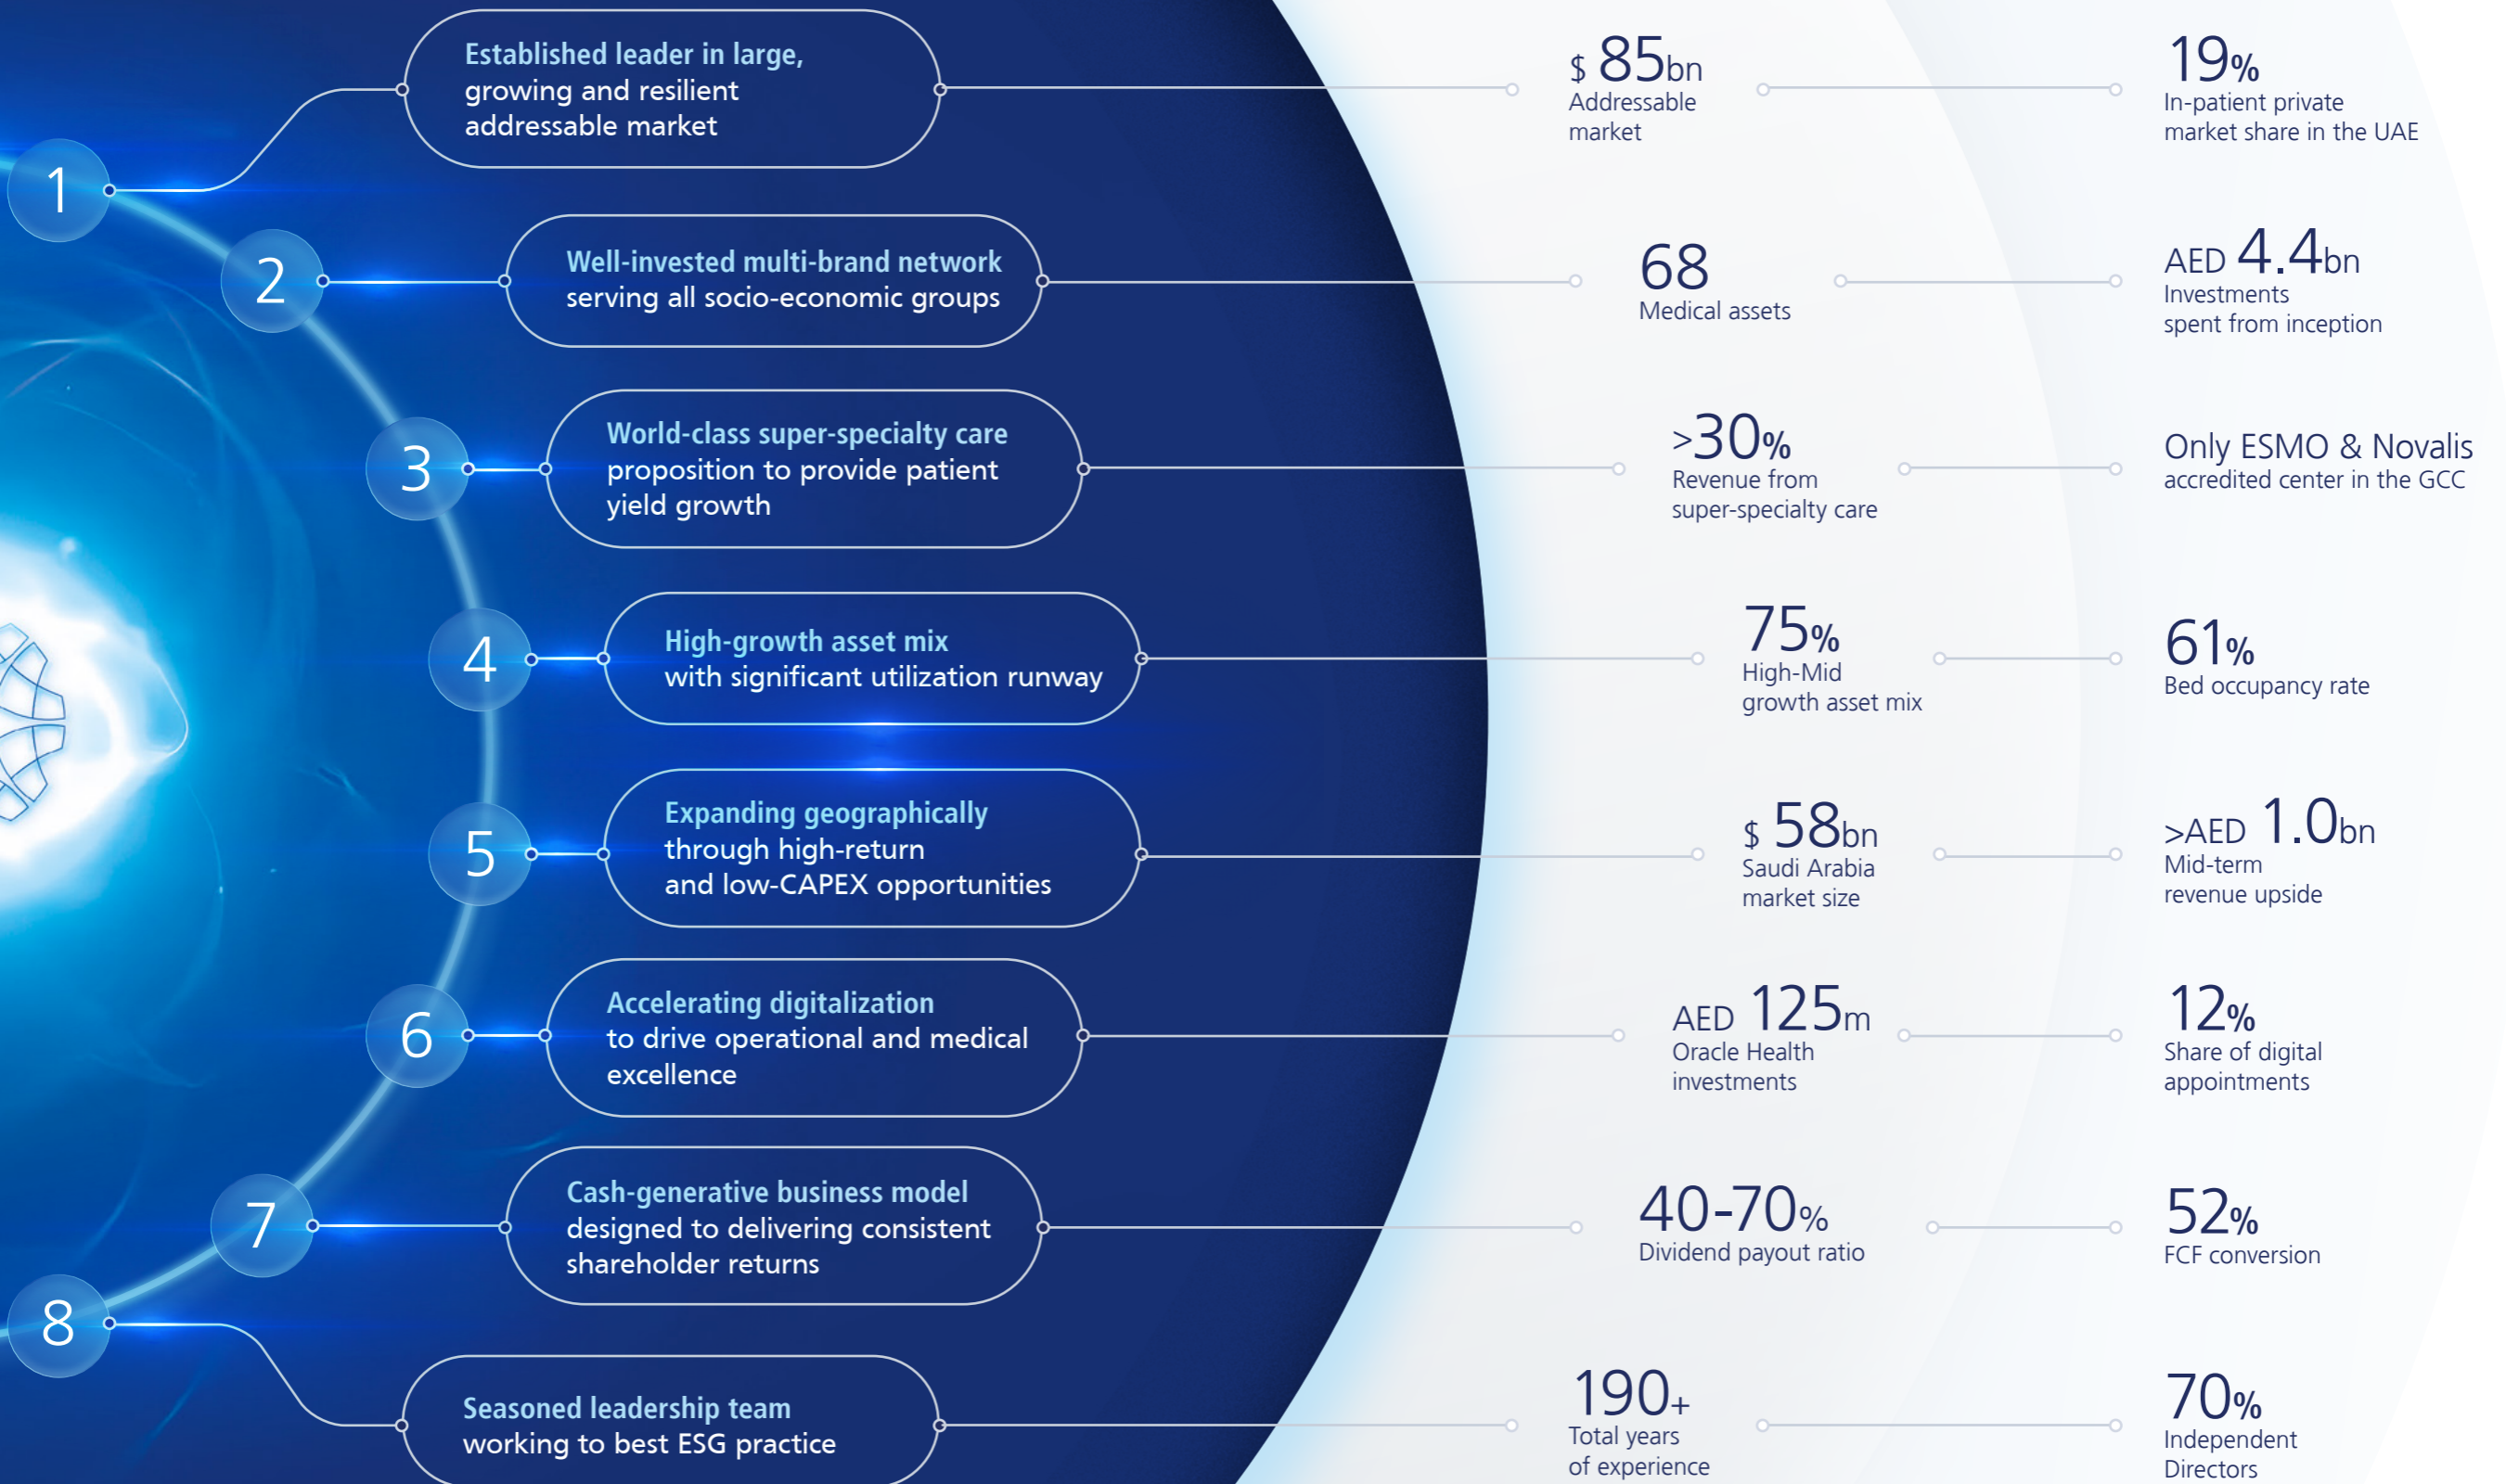 1
Established leader in large,
growing and resilient
addressable market
$ 85bn
Addressable
market
19%
In-patient private
market share in the UAE
2
Well-invested multi-brand network
serving all socio-economic groups
68
Medical assets
AED 4.4bn
Investments
spent from inception
3
World-class super-specialty care
proposition to provide patient
yield growth
>30%
Revenue from
super-specialty care
Only ESMO & Novalis
accredited center in the GCC
4
High-growth asset mix
with significant utilization runway
75%
High-Mid
growth asset mix
61%
Bed occupancy rate
5
Expanding geographically
through high-return
and low-CAPEX opportunities
$ 58bn
Saudi Arabia
market size
>AED 1.0bn
Mid-term
revenue upside
6
Accelerating digitalization
to drive operational and medical
excellence
AED 125m
Oracle Health
investments
12%
Share of digital
appointments
7
Cash-generative business model
designed to delivering consistent
shareholder returns
40-70%
Dividend payout ratio
52%
FCF conversion
8
Seasoned leadership team
working to best ESG practice
190+
Total years
of experience
70%
Independent
Directors